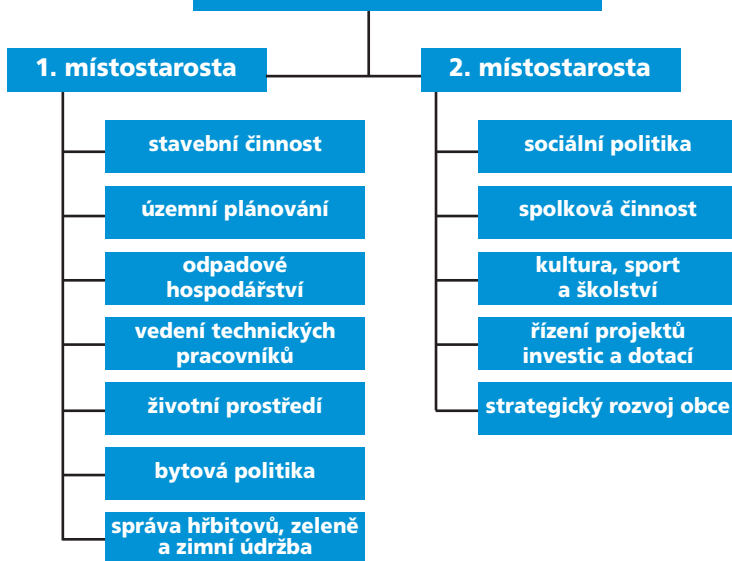 1. místostarosta
stavební činnost
územní plánování
odpadové
hospodářství
vedení technických
pracovníků
životní prostředí
bytová politika
správa hřbitovů, zeleně
a zimní údržba
2. místostarosta
sociální politika
spolková činnost
kultura, sport
a školství
řízení projektů
investic a dotací
strategický rozvoj obce